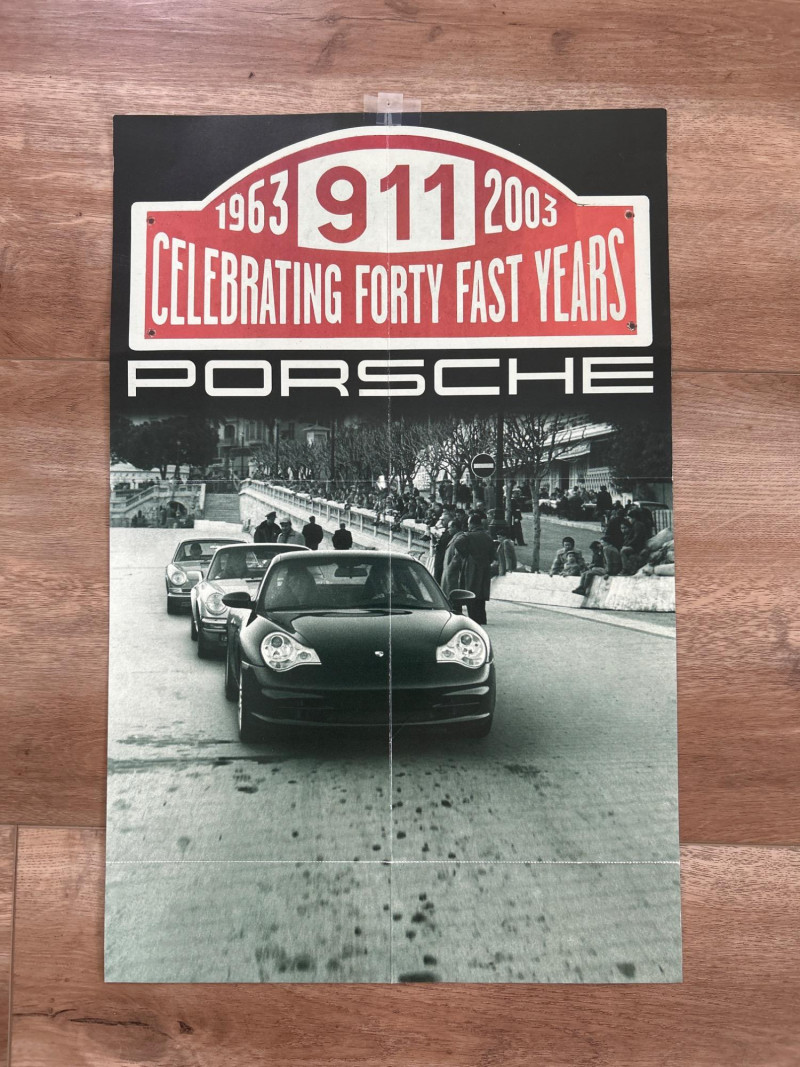 1963 911 2003
CELEBRATING FORTY FAST YEARS
PORSCHE